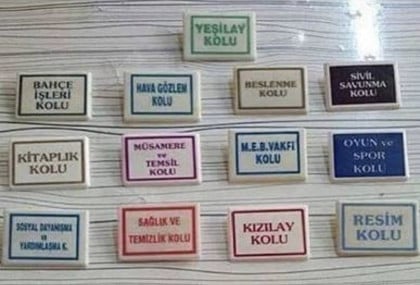 YEŞİLAY
KOLU
BAHÇE
İŞLERİ
KOLU
HAVA GÖZLEM
KOLU
BESLENME
KOLU
SİVİL
SAVUNMA
KOLU
KİTAPLIK
KOLU
MÜSAMERE
ve
TEMSİL
KOLU
M.E.B.VAKFI
KOLU
OYUN ve
SPOR
KOLU
SOSYAL DAYANIŞMA
ve
YARDIMLAŞMA K.
SAĞLIK VE
TEMİZLİK KOLU
KIZILAY
KOLU
RESİM
KOLU